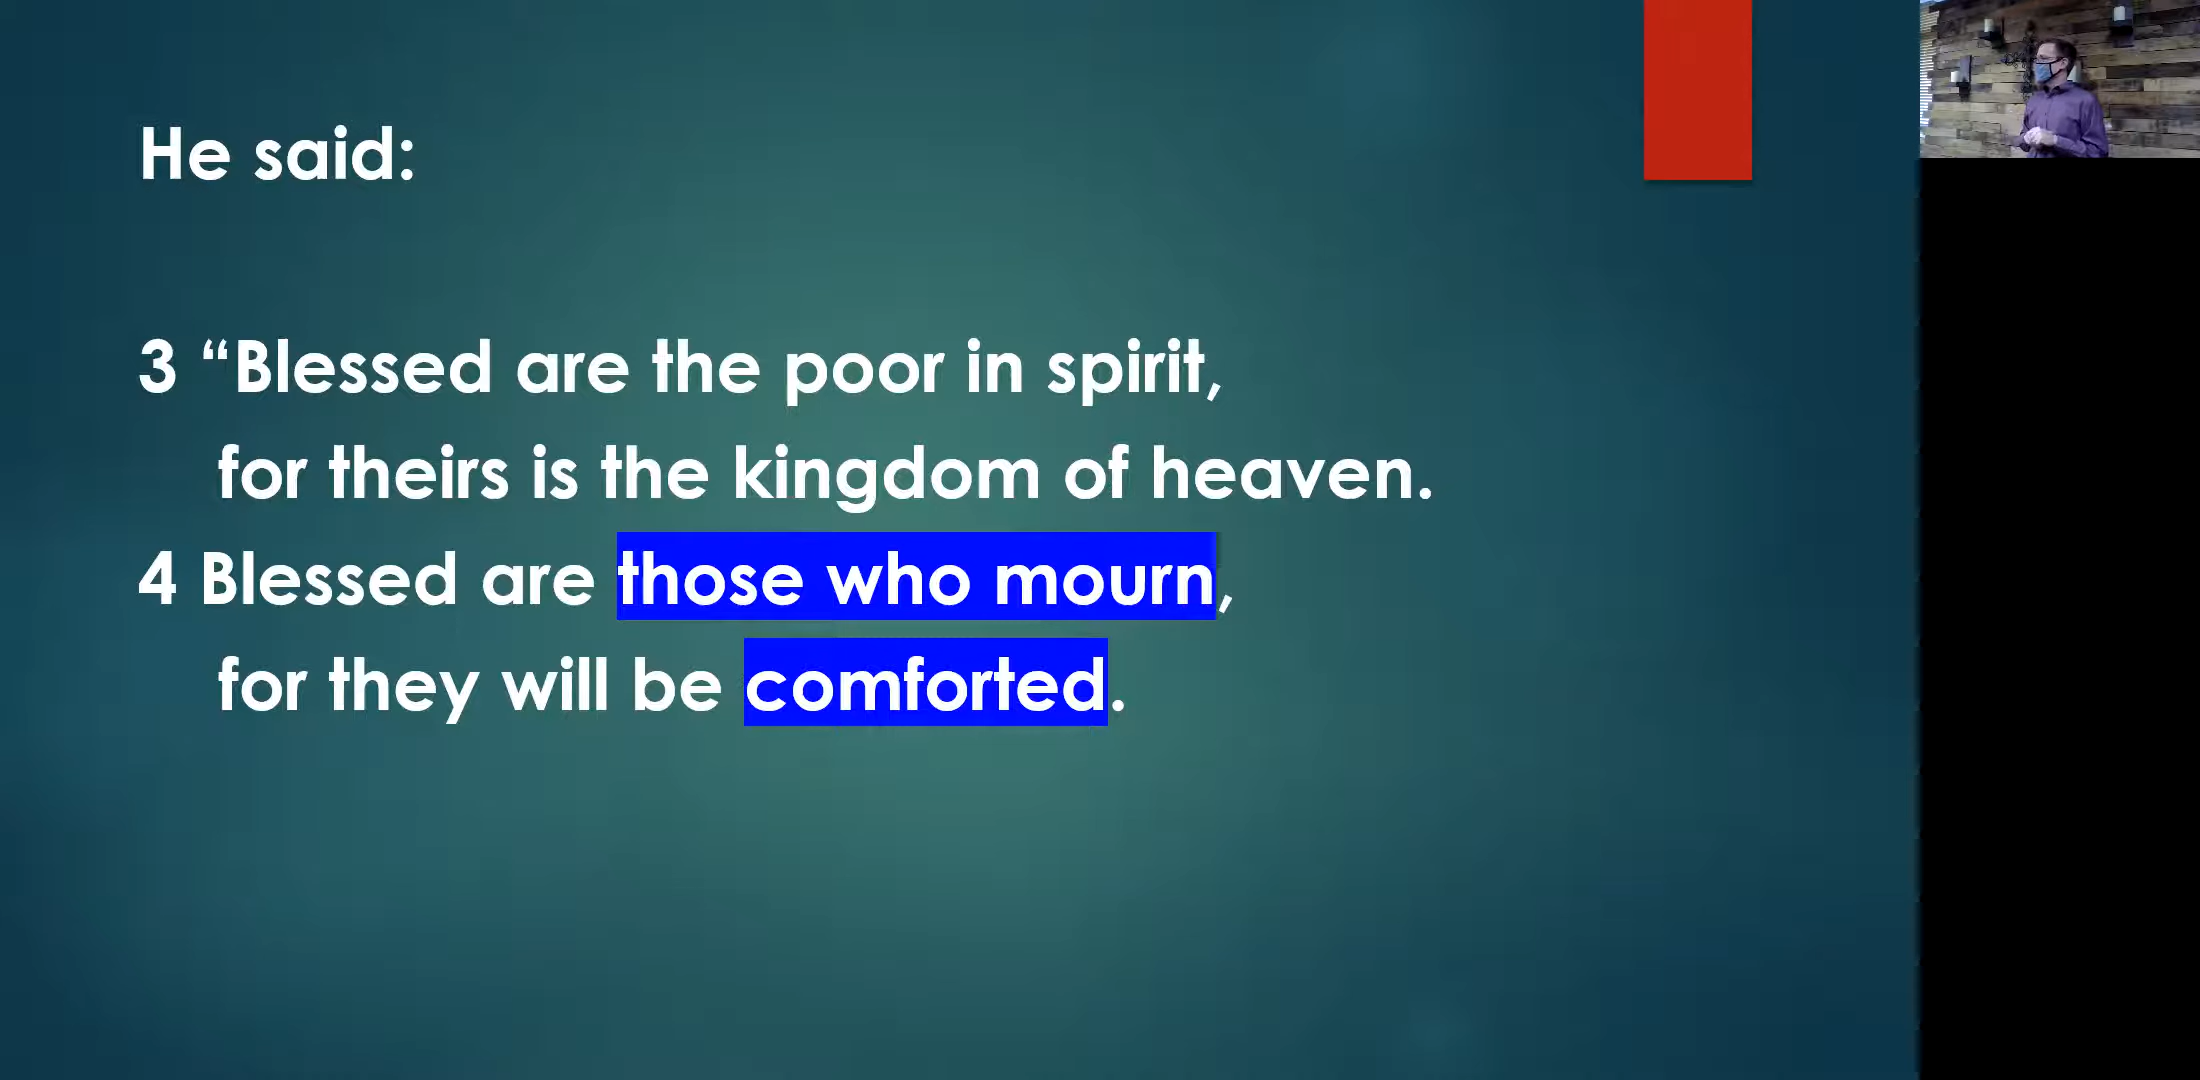 He said:
3 “Blessed are the poor in spirit,
for theirs is the kingdom of heaven.
4 Blessed are those who mourn,
for they will be comforted.